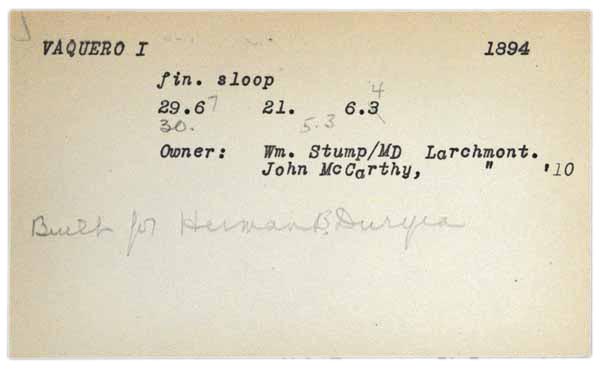 VAQUERO I 1894
fin. sloop
4
29.67 21. 6.3
30. 5.3
Owner: Wm. Stump/MD Larchmont.
John McCarthy, " '10
Built for Herman B. Duryea